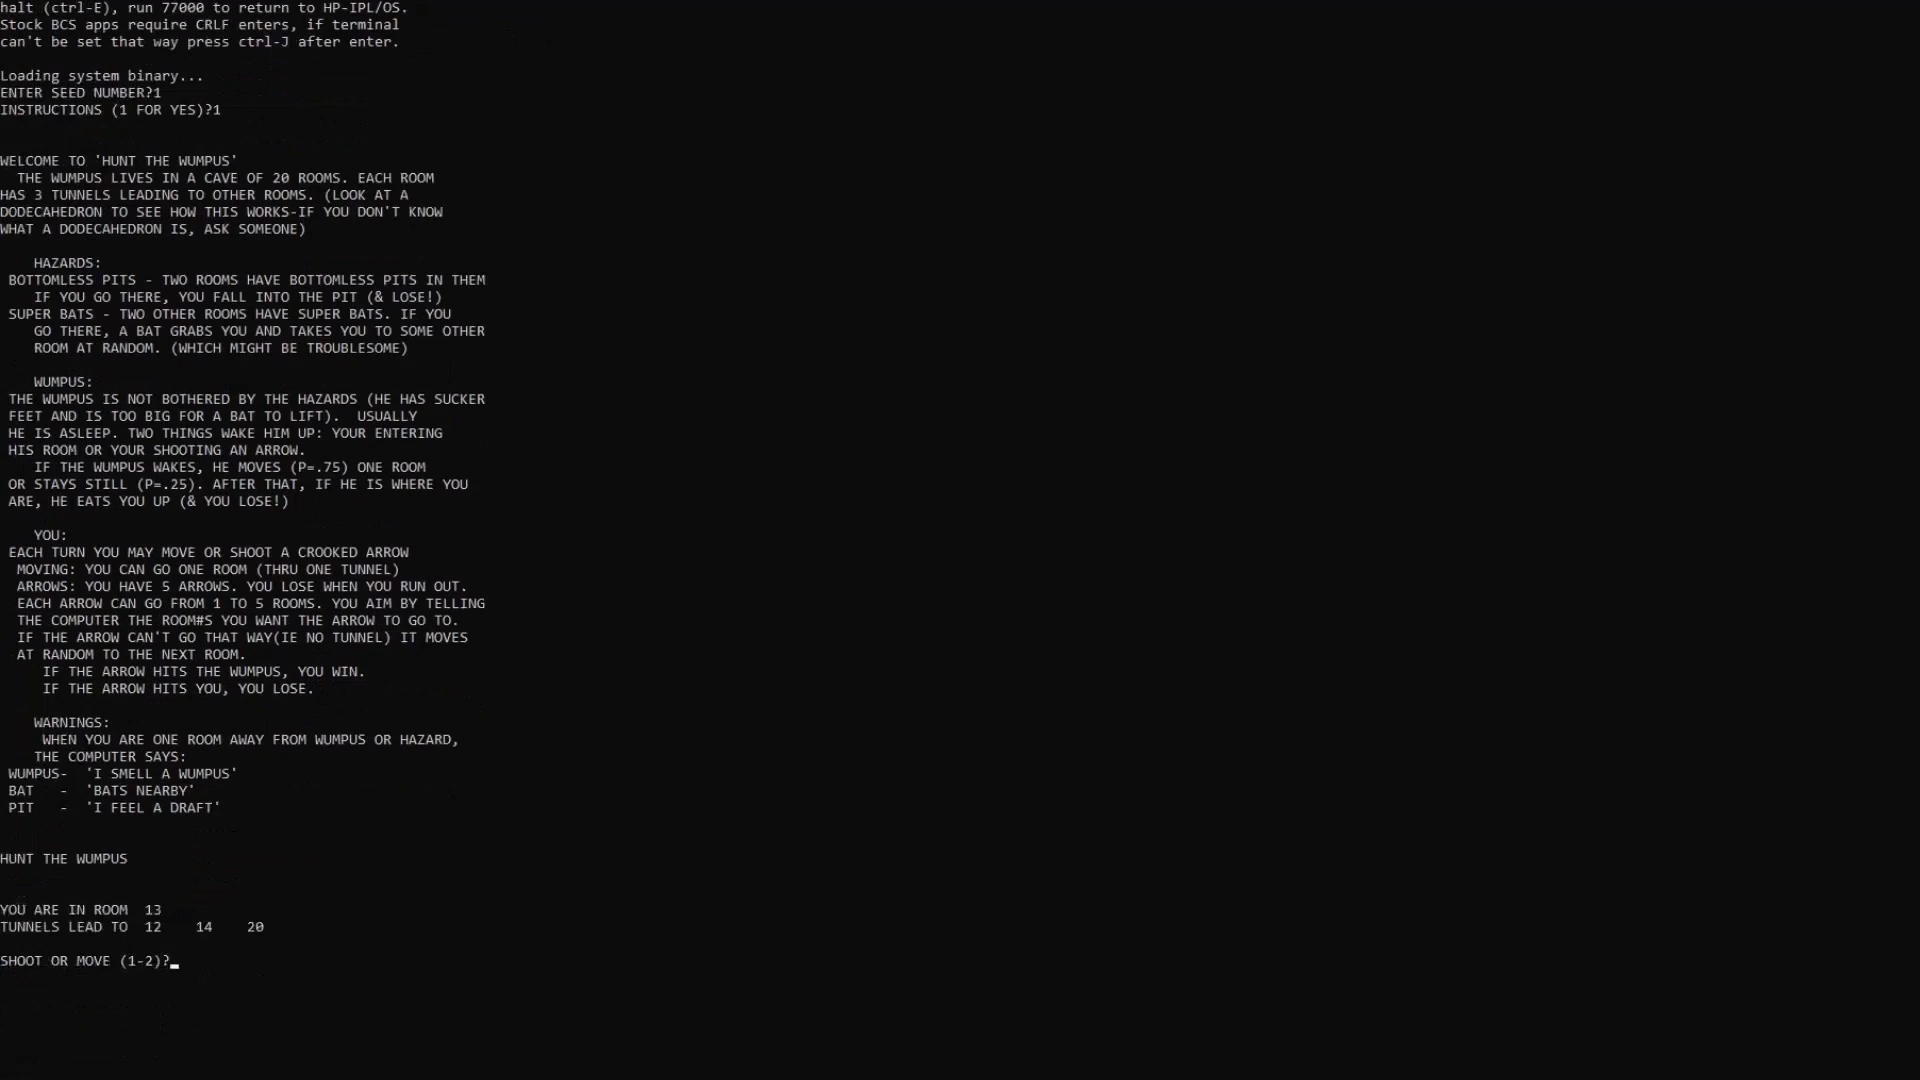 halt (ctrl-E), run 77000 to return to HP-IPL/OS.
Stock BCS apps require CRLF enters, if terminal
can't be set that way press ctrl-J after enter.
Loading system binary...
ENTER SEED NUMBER?1
INSTRUCTIONS (1 FOR YES)?1
WELCOME TO 'HUNT THE WUMPUS'
THE WUMPUS LIVES IN A CAVE OF 20 ROOMS. EACH ROOM
HAS 3 TUNNELS LEADING TO OTHER ROOMS. (LOOK AT A
DODECAHEDRON TO SEE HOW THIS WORKS-IF YOU DON'T KNOW
WHAT A DODECAHEDRON IS, ASK SOMEONE)
HAZARDS:
BOTTOMLESS PITS - TWO ROOMS HAVE BOTTOMLESS PITS IN THEM
IF YOU GO THERE, YOU FALL INTO THE PIT (& LOSE!)
SUPER BATS - TWO OTHER ROOMS HAVE SUPER BATS. IF YOU
GO THERE, A BAT GRABS YOU AND TAKES YOU TO SOME OTHER
ROOM AT RANDOM. (WHICH MIGHT BE TROUBLESOME)
WUMPUS:
THE WUMPUS IS NOT BOTHERED BY THE HAZARDS (HE HAS SUCKER
FEET AND IS TOO BIG FOR A BAT TO LIFT).  USUALLY
HE IS ASLEEP. TWO THINGS WAKE HIM UP: YOUR ENTERING
HIS ROOM OR YOUR SHOOTING AN ARROW.
IF THE WUMPUS WAKES, HE MOVES (P=.75) ONE ROOM
OR STAYS STILL (P=.25). AFTER THAT, IF HE IS WHERE YOU
ARE, HE EATS YOU UP (& YOU LOSE!)
YOU:
EACH TURN YOU MAY MOVE OR SHOOT A CROOKED ARROW
MOVING: YOU CAN GO ONE ROOM (THRU ONE TUNNEL)
ARROWS: YOU HAVE 5 ARROWS. YOU LOSE WHEN YOU RUN OUT.
EACH ARROW CAN GO FROM 1 TO 5 ROOMS. YOU AIM BY TELLING
THE COMPUTER THE ROOM#S YOU WANT THE ARROW TO GO TO.
IF THE ARROW CAN'T GO THAT WAY(IE NO TUNNEL) IT MOVES
AT RANDOM TO THE NEXT ROOM.
IF THE ARROW HITS THE WUMPUS, YOU WIN.
IF THE ARROW HITS YOU, YOU LOSE.
WARNINGS:
WHEN YOU ARE ONE ROOM AWAY FROM WUMPUS OR HAZARD,
THE COMPUTER SAYS:
WUMPUS-  'I SMELL A WUMPUS'
BAT   -  'BATS NEARBY'
PIT   -  'I FEEL A DRAFT'
HUNT THE WUMPUS
YOU ARE IN ROOM  13
TUNNELS LEAD TO  12    14    20
SHOOT OR MOVE (1-2)?